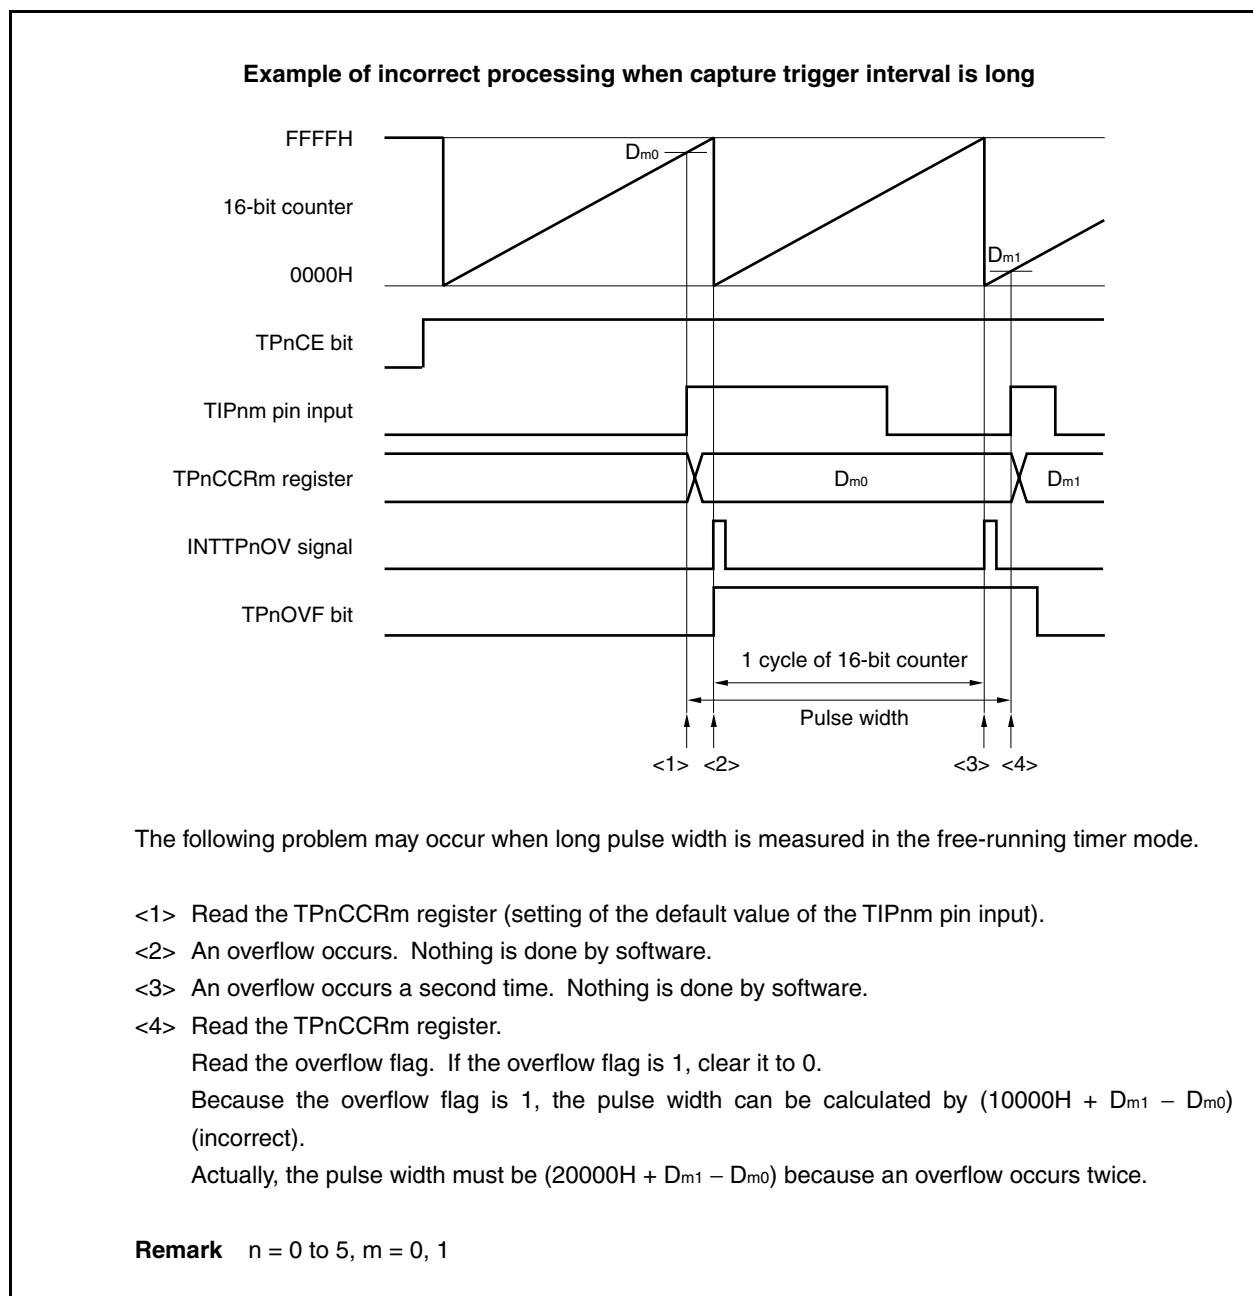 Example of incorrect processing when capture trigger interval is long
FFFFH
Dm0
16-bit counter
Dm1
0000H
TPnCE bit
TIPnm pin input
TPnCCRm register
Dm0
Dm1
INTTPnOV signal
TPnOVF bit
1 cycle of 16-bit counter
Pulse width
<1> <2> <3> <4>
The following problem may occur when long pulse width is measured in the free-running timer mode.
<1> Read the TPnCCRm register (setting of the default value of the TIPnm pin input).
<2> An overflow occurs. Nothing is done by software.
<3> An overflow occurs a second time. Nothing is done by software.
<4> Read the TPnCCRm register.
Read the overflow flag. If the overflow flag is 1, clear it to 0.
Because the overflow flag is 1, the pulse width can be calculated by (10000H + Dm1 – Dm0)
(incorrect).
Actually, the pulse width must be (20000H + Dm1 – Dm0) because an overflow occurs twice.
Remark n = 0 to 5, m = 0, 1